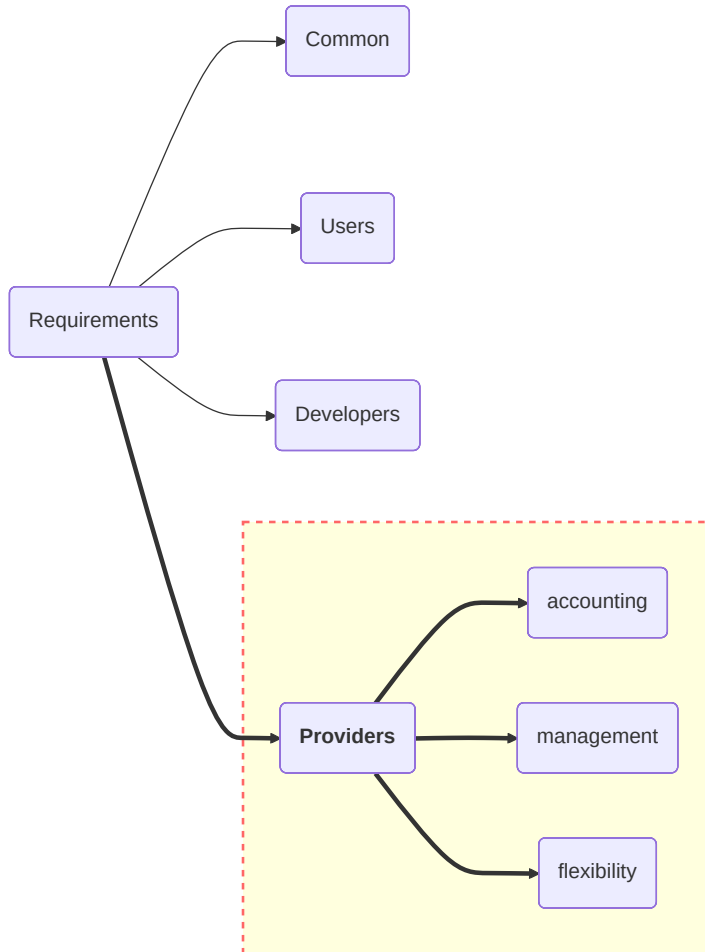 Common
Users
Requirements
Developers
accounting
Providers
management
flexibility